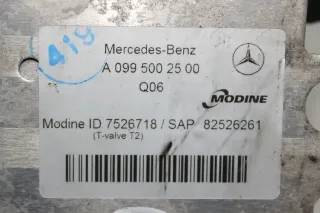 419
Mercedes-Benz
A 099 500 25 00
Q06
MODINE
Modine ID 7526718 / SAP 82526261
(T-valve T2)